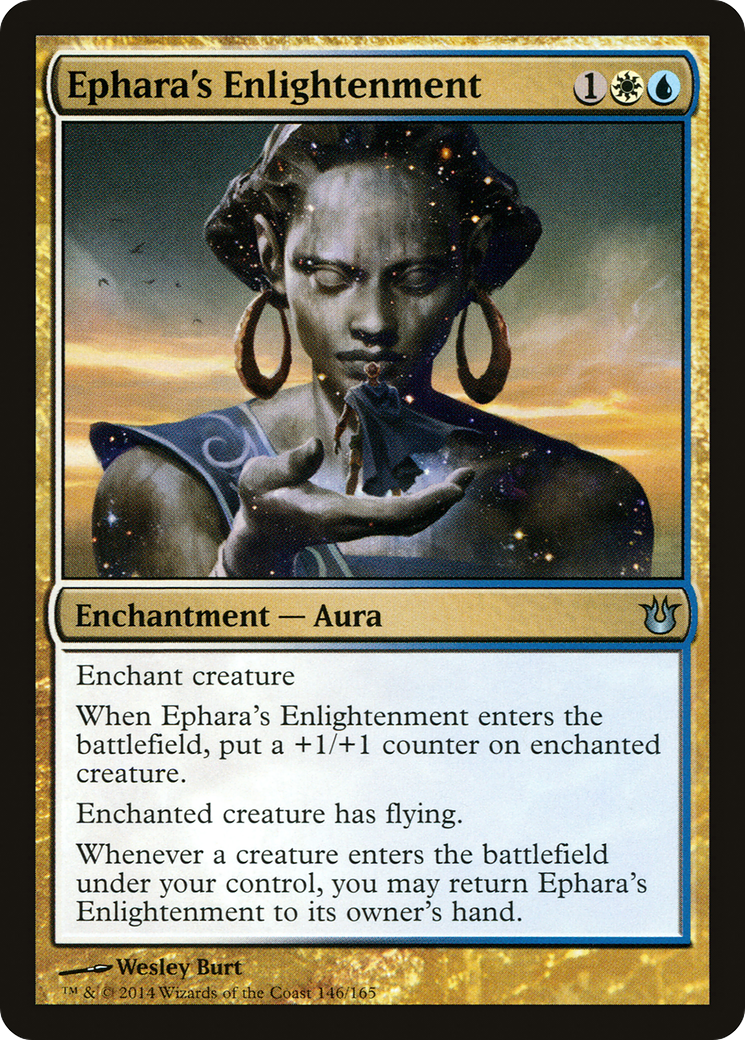 Ephara's Enlightenment 1
Enchantment — Aura
Enchant creature
When Ephara's Enlightenment enters the
battlefield, put a +1/+1 counter on enchanted
creature.
Enchanted creature has flying.
Whenever a creature enters the battlefield
under your control, you may return Ephara's
Enlightenment to its owner's hand.
Wesley Burt
™ & © 2014 Wizards of the Coast 146/165